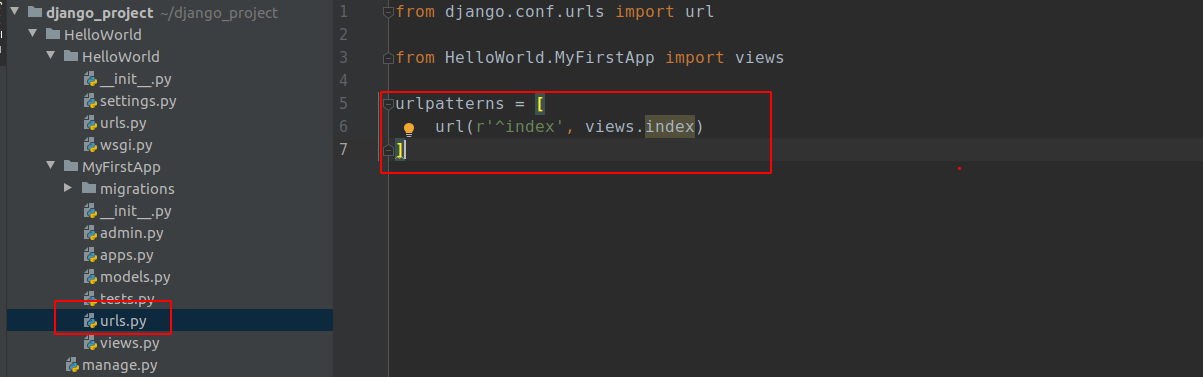 django_project ~/django_project
HelloWorld
HelloWorld
__init__.py
settings.py
urls.py
wsgi.py
MyFirstApp
migrations
__init__.py
admin.py
apps.py
models.py
tests.py
urls.py
views.py
manage.py
1 from django.conf.urls import url
2
3 from HelloWorld.MyFirstApp import views
4
5 urlpatterns = [
6 url(r'^index', views.index)
7 ]